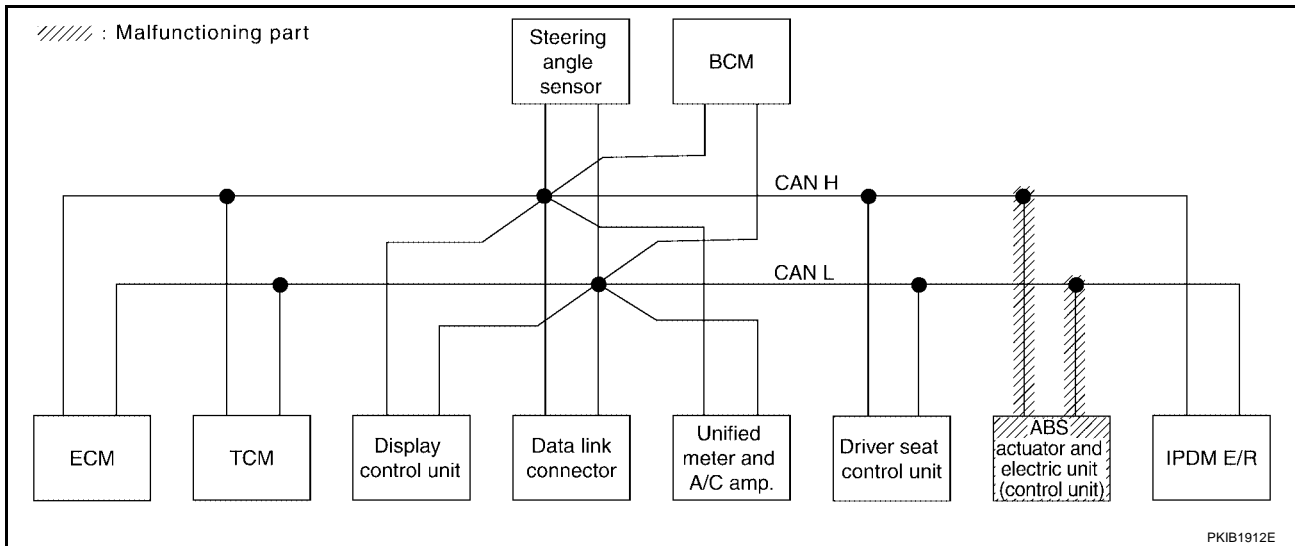 : Malfunctioning part
Steering
angle
sensor
BCM
CAN H
CAN L
ECM
TCM
Display
control unit
Data link
connector
Unified
meter and
A/C amp.
Driver seat
control unit
ABS
actuator and
electric unit
(control unit)
IPDM E/R
PKIB1912E